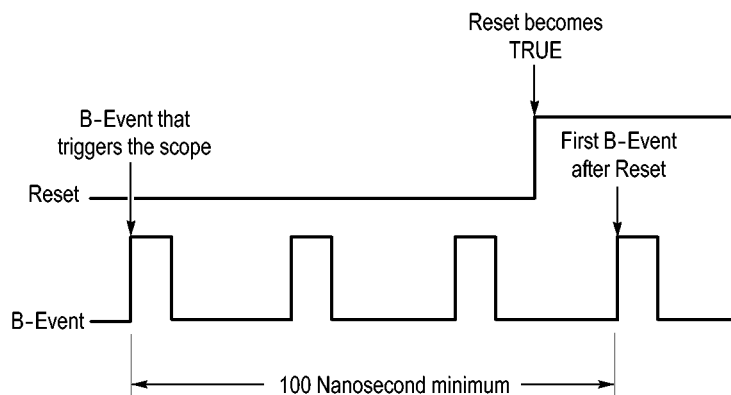 Reset becomes
TRUE
B-Event that
triggers the scope
First B-Event
after Reset
Reset
B-Event
100 Nanosecond minimum